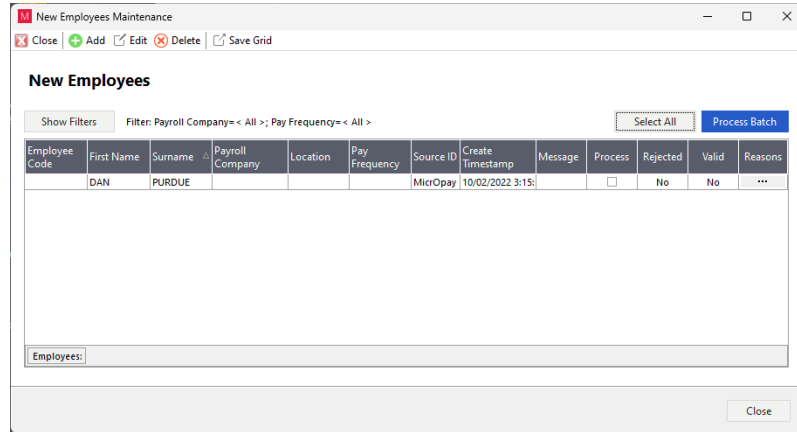 M New Employees Maintenance
Close Add Edit Delete Save Grid
New Employees
Show Filters Filter: Payroll Company= < All >; Pay Frequency= < All > Select All Process Batch
Employee Code First Name Surname Payroll Company Location Pay Frequency Source ID Create Timestamp Message Process Rejected Valid Reasons
DAN PURDUE MicrOpay 10/02/2022 3:15: No No ...
Employees:
Close